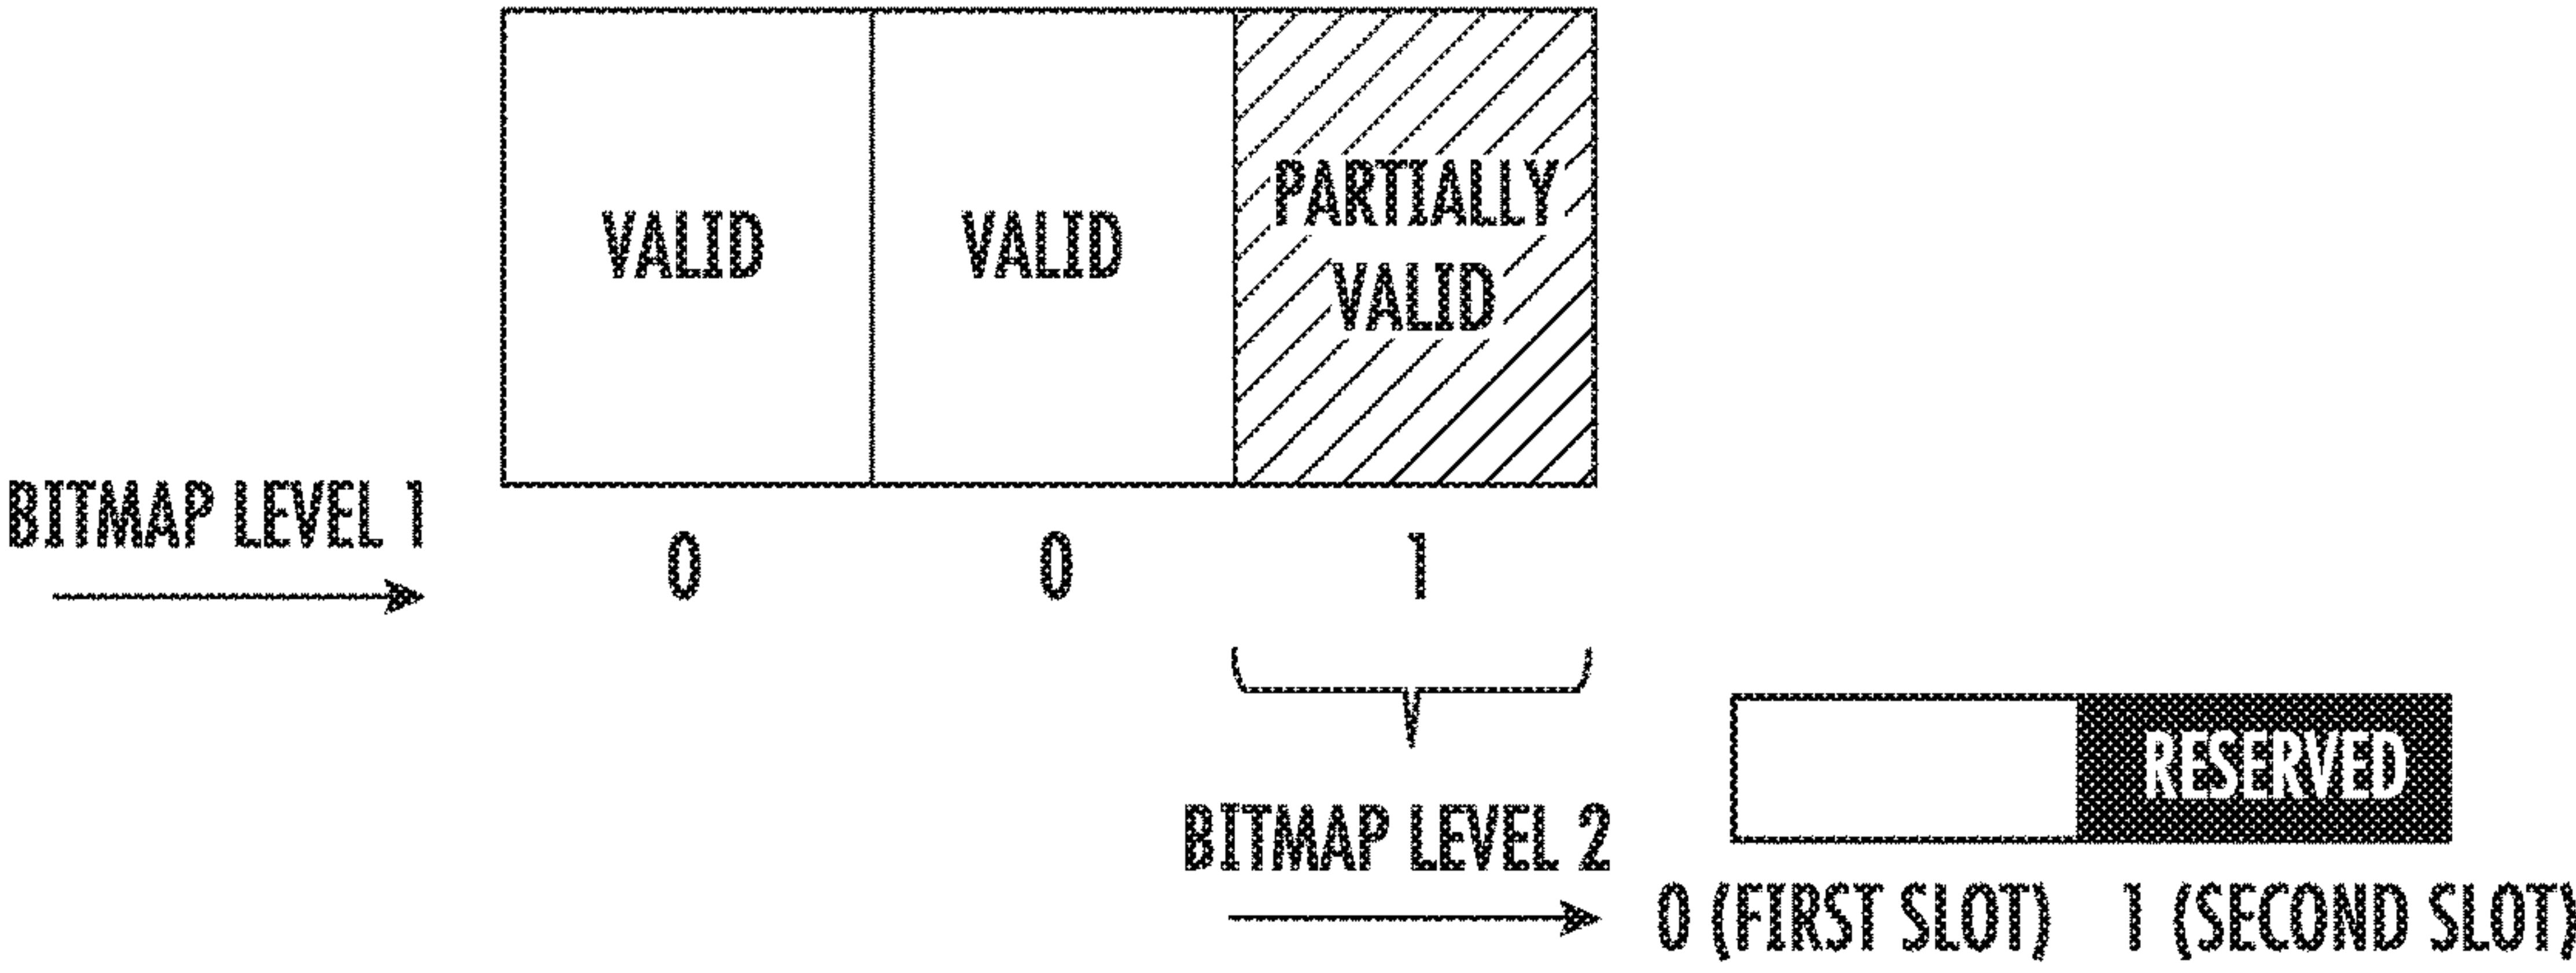 VALID VALID PARTIALLY
VALID
BITMAP LEVEL 1
0 0 1
RESERVED
BITMAP LEVEL 2
0 (FIRST SLOT) 1 (SECOND SLOT)